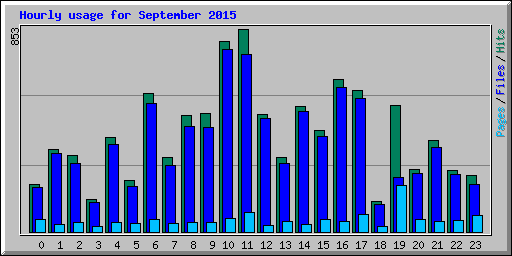 Hourly usage for September 2015
853
Pages/Files/Hits
0 1 2 3 4 5 6 7 8 9 10 11 12 13 14 15 16 17 18 19 20 21 22 23